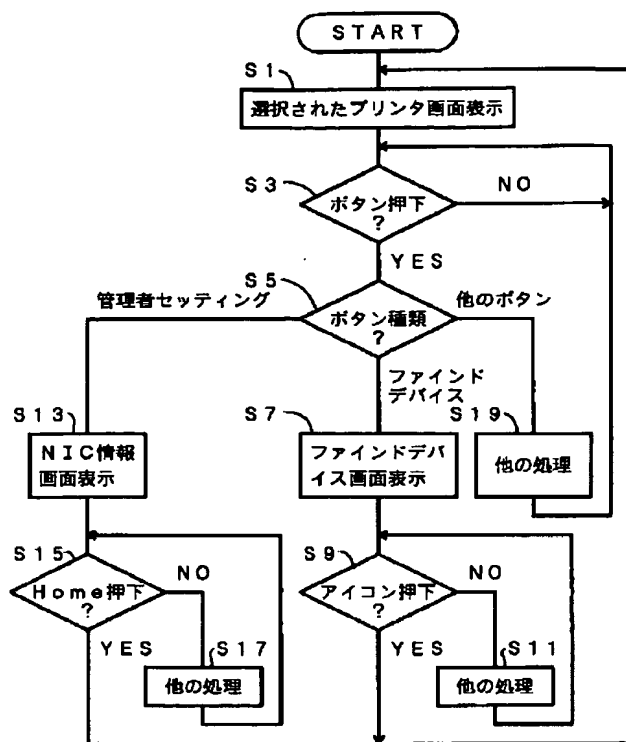 START
S1
選択されたプリンタ画面表示
S3
ボタン押下
?
NO
YES
S5
管理者セッティング
ボタン種類
?
他のボタン
ファインド
デバイス
S13
NIC情報
画面表示
S7
ファインドデバ
イス画面表示
S19
他の処理
S15
Home押下
?
NO
YES
S17
他の処理
S9
アイコン押下
?
NO
YES
S11
他の処理